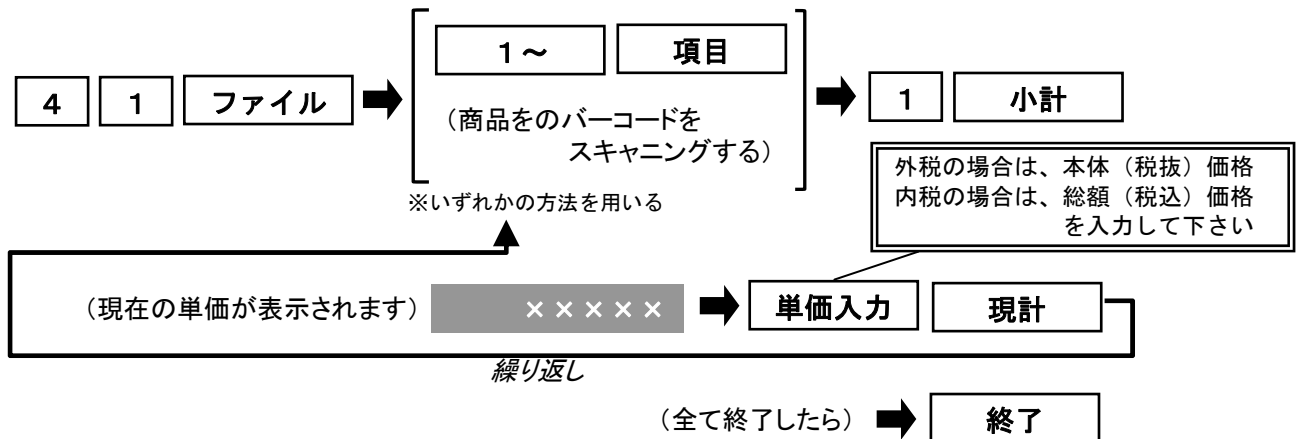 4 1 ファイル
1～ 項目
(商品をのバーコードを
スキャニングする)
※いずれかの方法を用いる
1 小計
外税の場合は、本体（税抜）価格
内税の場合は、総額（税込）価格
を入力して下さい
(現在の単価が表示されます)
×××××
単価入力 現計
繰り返し
(全て終了したら)
終了